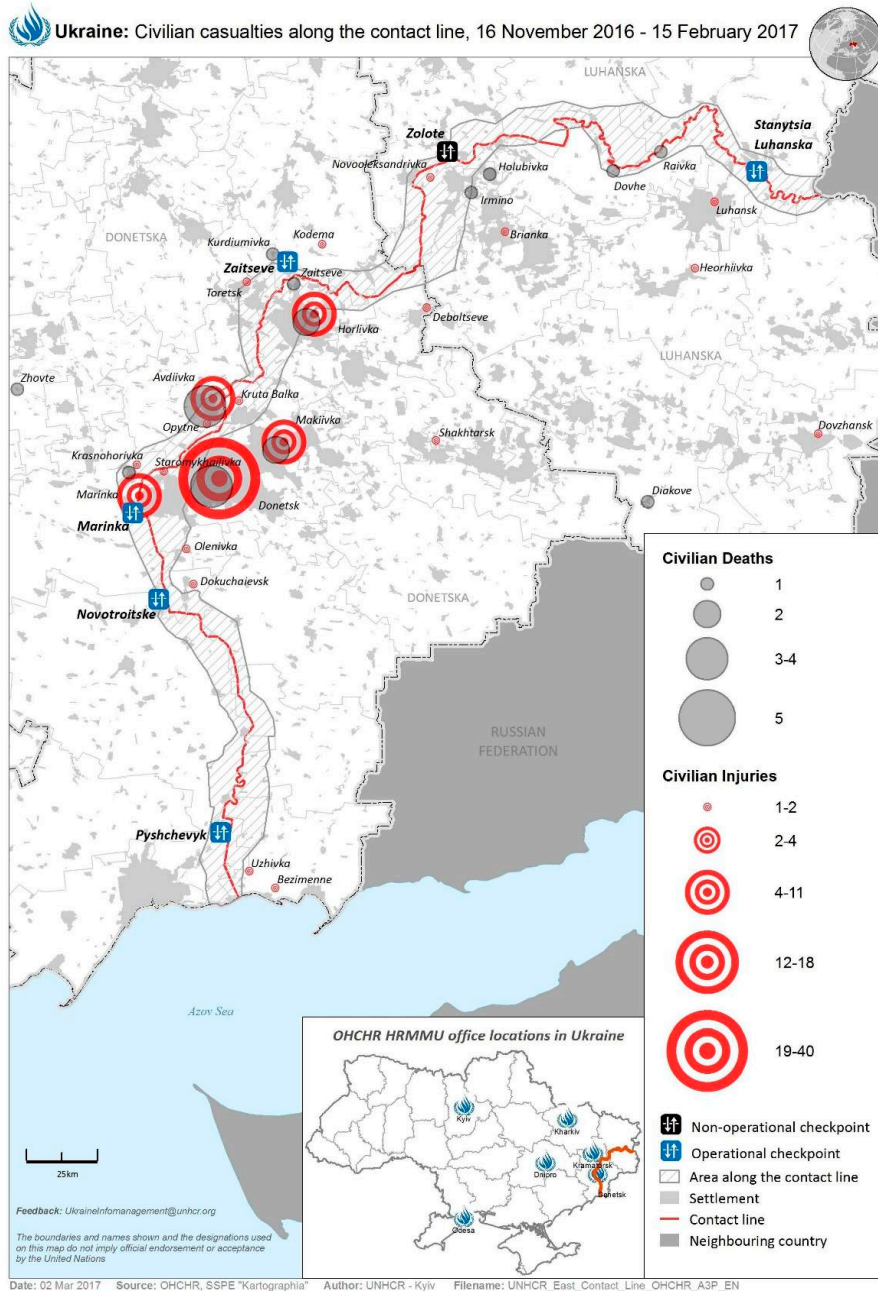 Ukraine: Civilian casualties along the contact line, 16 November 2016 - 15 February 2017
LUHANSKA
Zolote
Stanytsia
Luhanska
Novooleksandrivka
Holubivka
Raivka
Dovhe
Irmino
Luhansk
Brianka
DONETSKA
Kodema
Kurdiumivka
Zaitseve
Zaitseve
Toretsk
Heorhiivka
Debaltseve
Horlivka
LUHANSKA
Zhovte
Avdiivka
Kruta Balka
Opytne
Makiivka
Shakhtarsk
Dovzhansk
Krasnohorivka
Staromykhailivka
Marinka
Donetsk
Diakove
Marinka
Olenivka
Dokuchaievsk
DONETSKA
Novotroitske
RUSSIAN
FEDERATION
Pyshchevyk
Uzhivka
Bezimenne
Azov Sea
Civilian Deaths
1
2
3-4
5
Civilian Injuries
1-2
2-4
4-11
12-18
19-40
Non-operational checkpoint
Operational checkpoint
Area along the contact line
Settlement
Contact line
Neighbouring country
OHCHR HRMMU office locations in Ukraine
Kyiv
Kharkiv
Kramatorsk
Dnipro
Donetsk
Odesa
25km
Feedback: UkraineInfomanagement@unhcr.org
The boundaries and names shown and the designations used
on this map do not imply official endorsement or acceptance
by the United Nations
Date: 02 Mar 2017 Source: OHCHR, SSPE "Kartographia" Author: UNHCR - Kyiv Filename: UNHCR_East_Contact_Line_OHCHR_A3P_EN